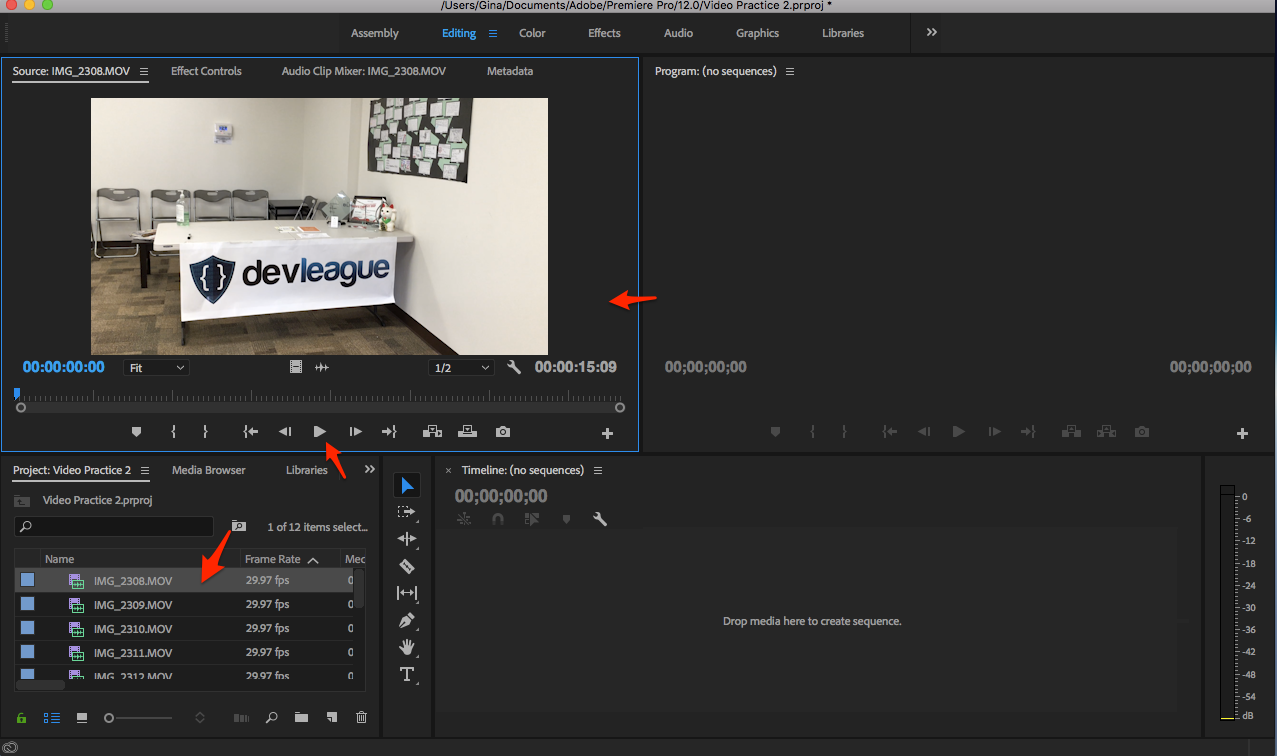 /Users/Gina/Documents/Adobe/Premiere Pro/12.0/Video Practice 2.prproj *
Assembly Editing Color Effects Audio Graphics Libraries
Source: IMG_2308.MOV Effect Controls Audio Clip Mixer: IMG_2308.MOV Metadata
Program: (no sequences)
{} devleague
00:00:00:00 Fit 1/2 00:00:15:09
00;00;00;00 00;00;00;00
Project: Video Practice 2 Media Browser Libraries
Video Practice 2.prproj
1 of 12 items select...
Name Frame Rate Mec
IMG_2308.MOV 29.97 fps 0
IMG_2309.MOV 29.97 fps 0
IMG_2310.MOV 29.97 fps 0
IMG_2311.MOV 29.97 fps 0
IMG_2312.MOV 29.97 fps 0
× Timeline: (no sequences)
00;00;00;00
Drop media here to create sequence.
T
0
-6
-12
-18
-24
-30
-36
-42
-48
-54
dB